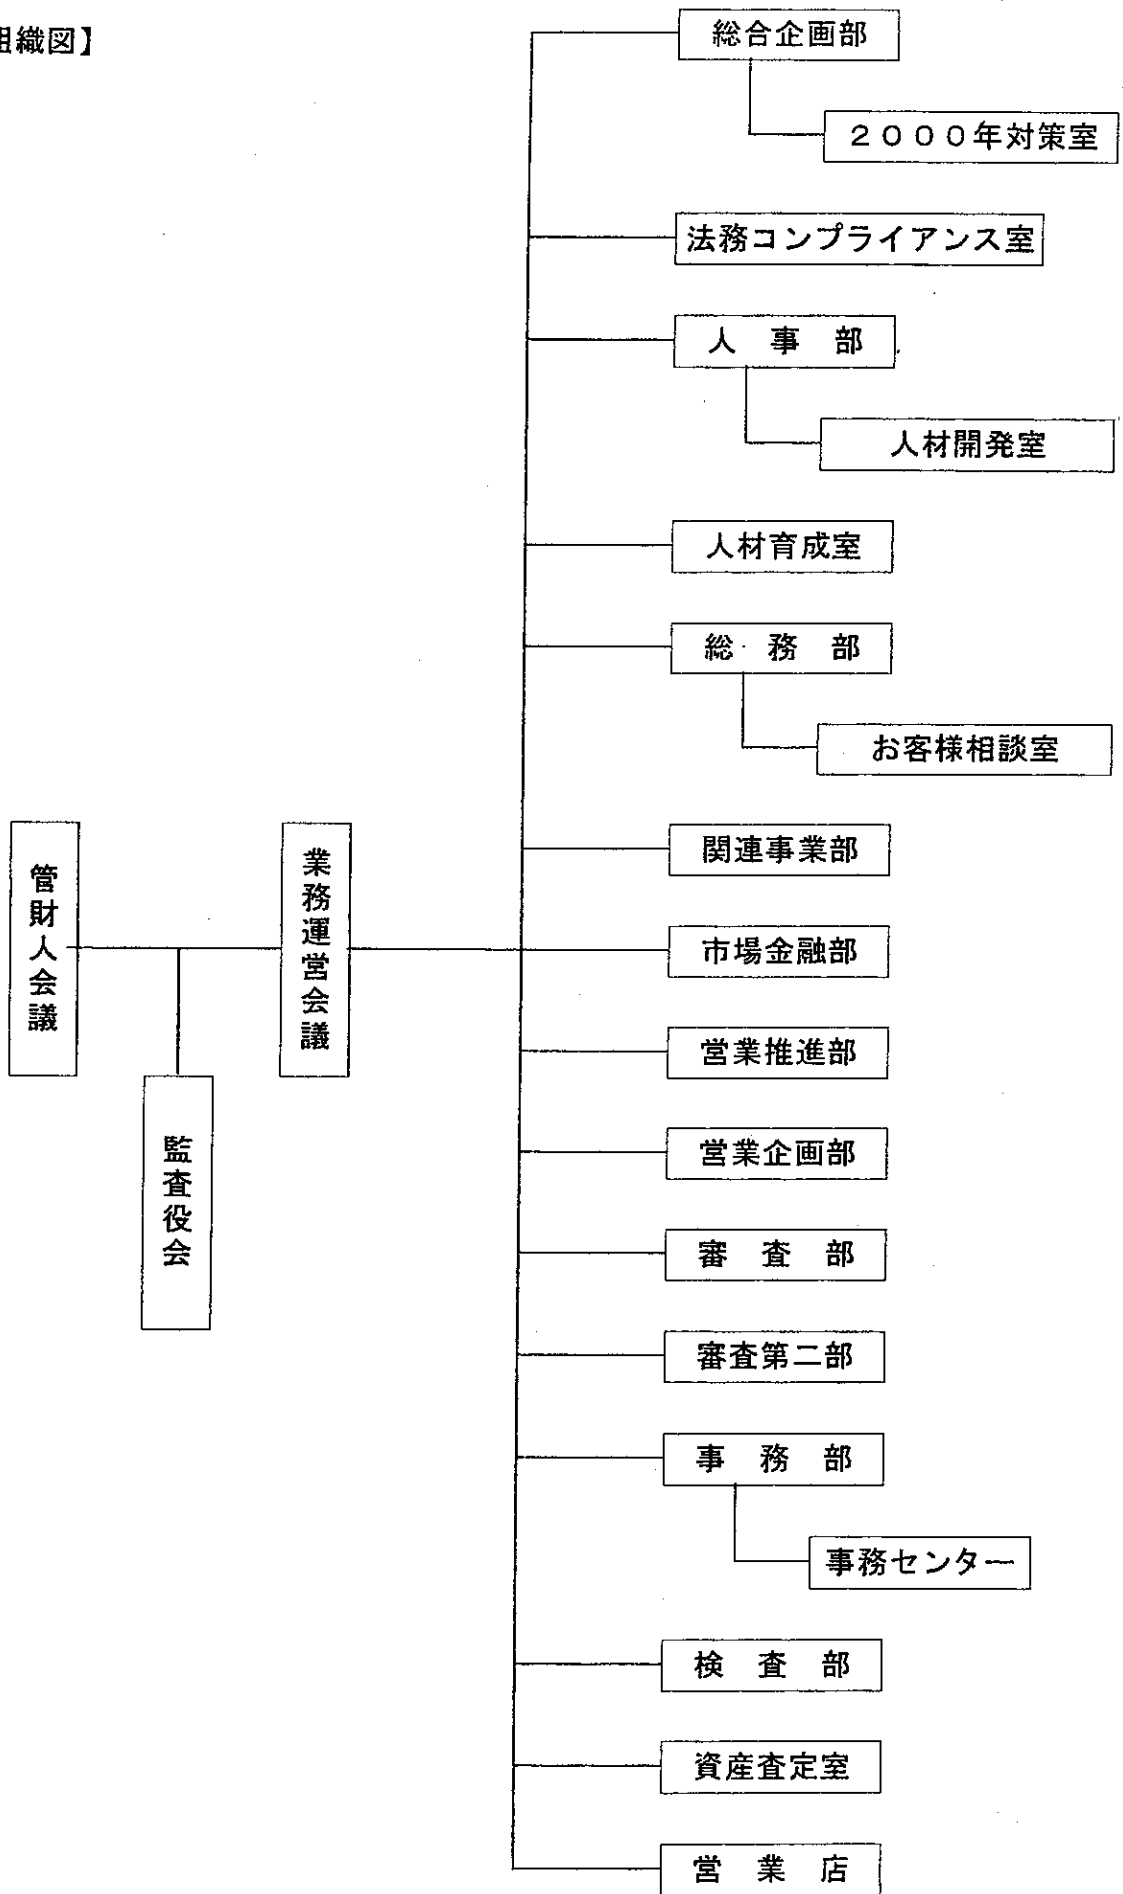 組織図】
総合企画部
２０００年対策室
法務コンプライアンス室
人　事　部
人材開発室
人材育成室
総　務　部
お客様相談室
管財人会議
業務運営会議
監査役会
関連事業部
市場金融部
営業推進部
営業企画部
審　査　部
審査第二部
事　務　部
事務センター
検　査　部
資産査定室
営　業　店